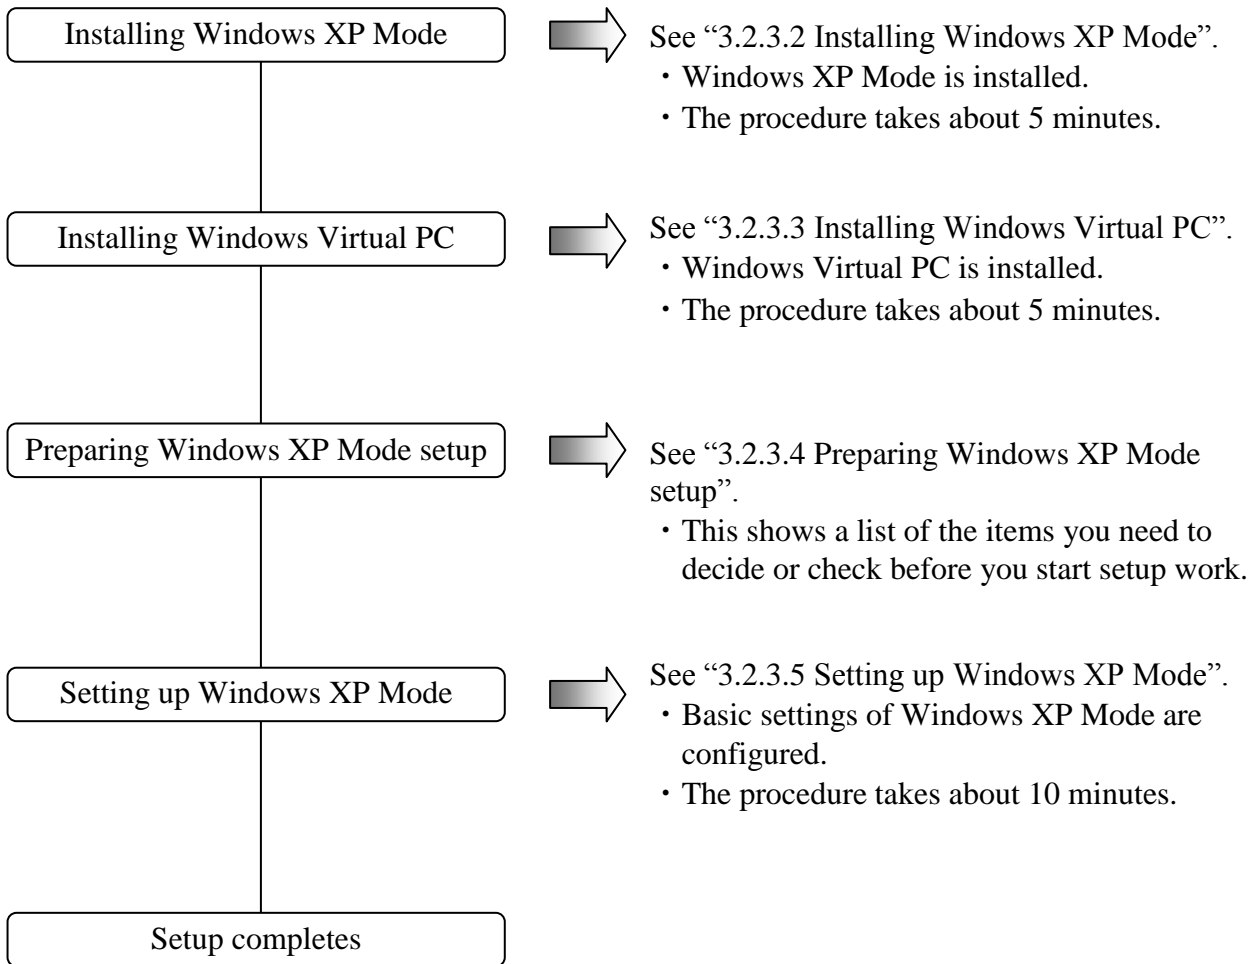 Installing Windows XP Mode
See “3.2.3.2 Installing Windows XP Mode”.
・Windows XP Mode is installed.
・The procedure takes about 5 minutes.
Installing Windows Virtual PC
See “3.2.3.3 Installing Windows Virtual PC”.
・Windows Virtual PC is installed.
・The procedure takes about 5 minutes.
Preparing Windows XP Mode setup
See “3.2.3.4 Preparing Windows XP Mode
setup”.
・This shows a list of the items you need to
decide or check before you start setup work.
Setting up Windows XP Mode
See “3.2.3.5 Setting up Windows XP Mode”.
・Basic settings of Windows XP Mode are
configured.
・The procedure takes about 10 minutes.
Setup completes